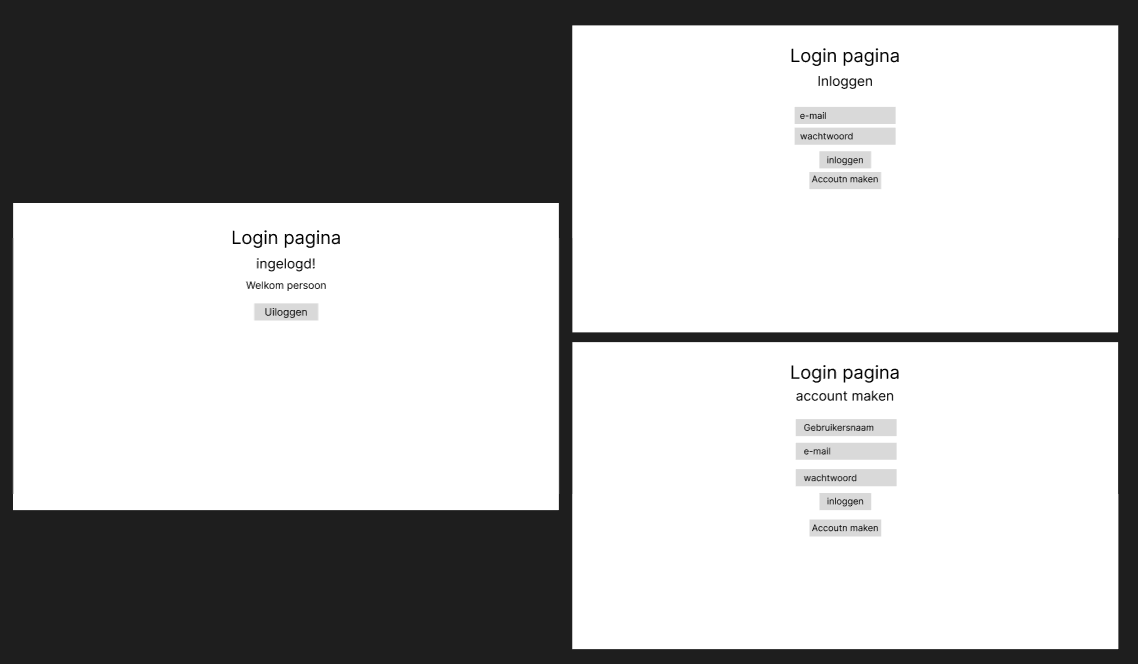 Login pagina
ingelogd!
Welkom persoon
Uiloggen
Login pagina
Inloggen
e-mail
wachtwoord
inloggen
Accoutn maken
Login pagina
account maken
Gebruikersnaam
e-mail
wachtwoord
inloggen
Accoutn maken